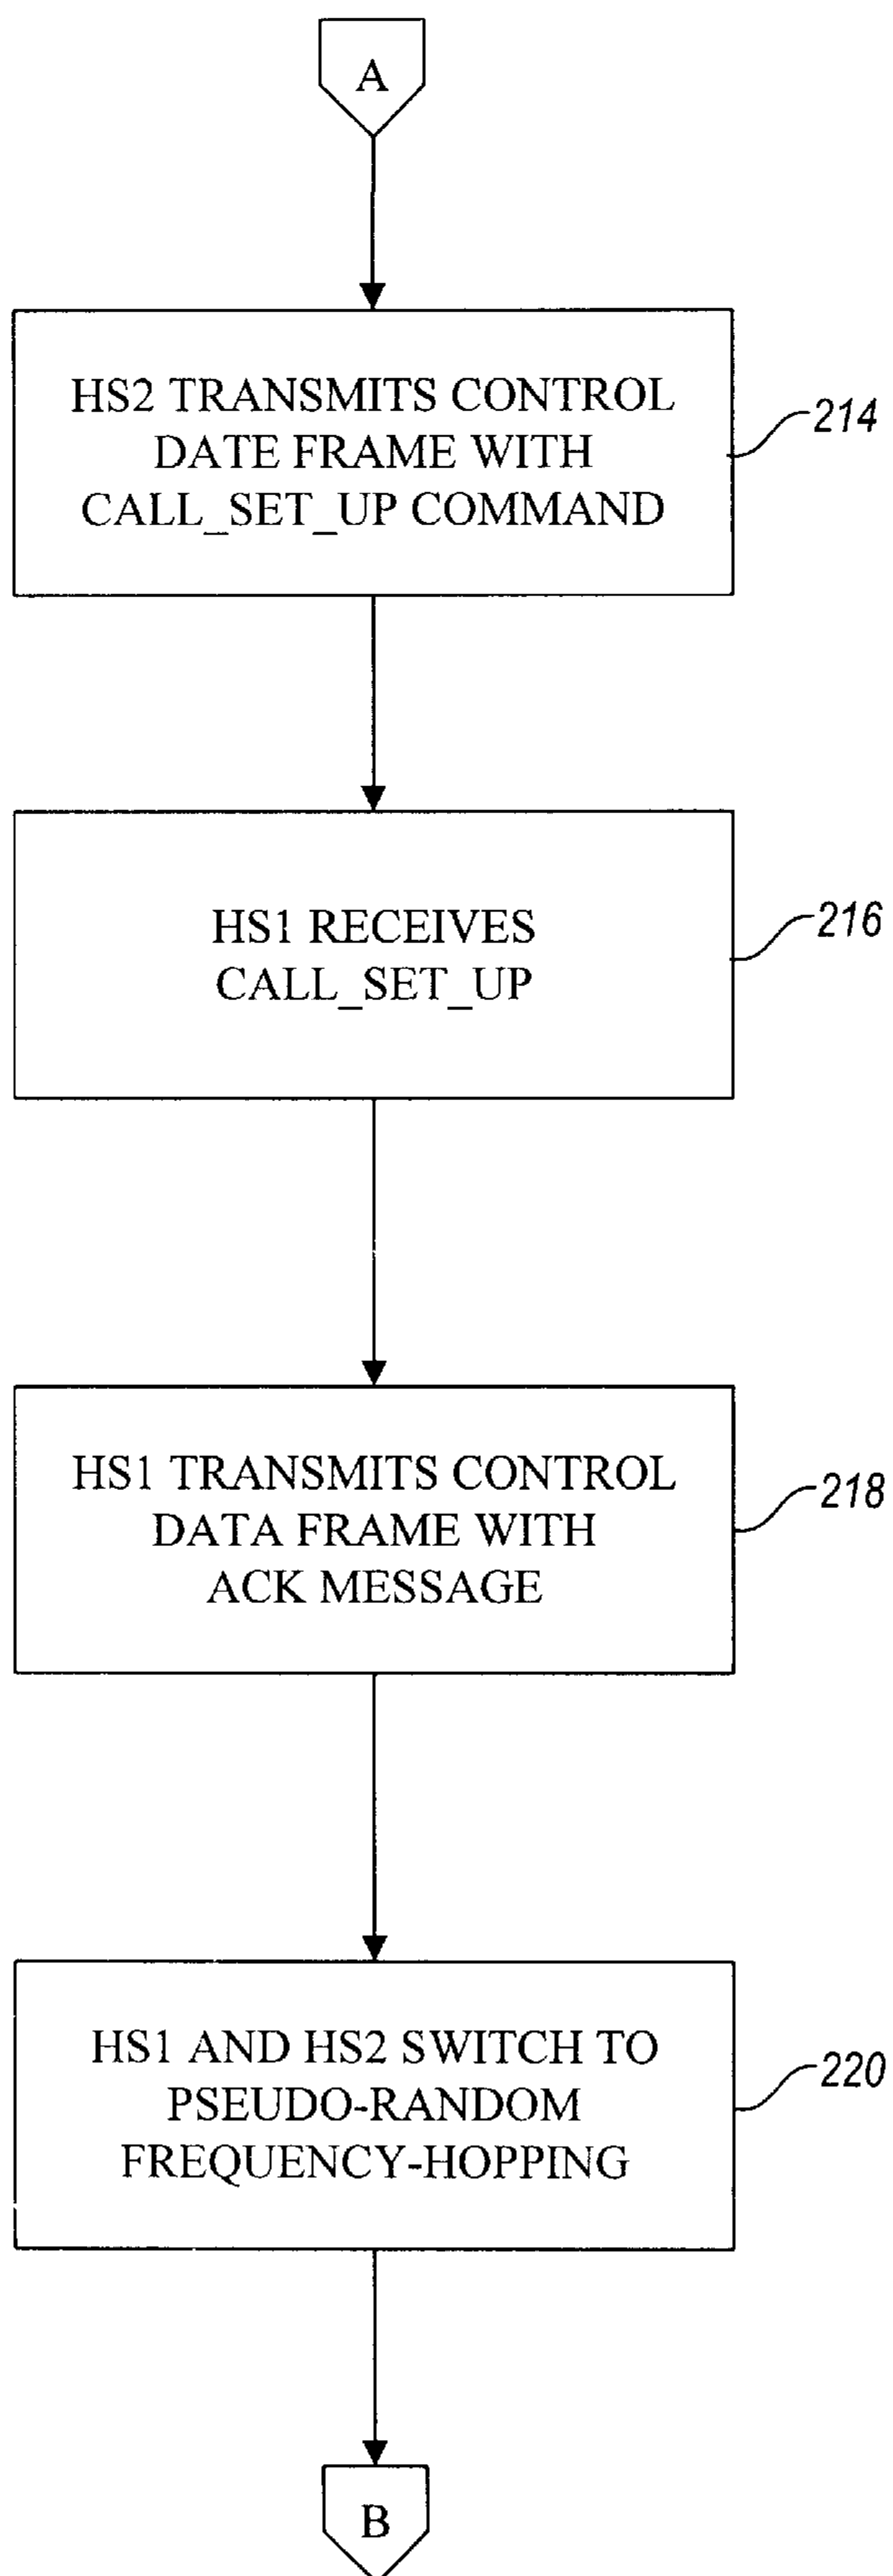 A
HS2 TRANSMITS CONTROL
DATE FRAME WITH
CALL_SET_UP COMMAND
214
HS1 RECEIVES
CALL_SET_UP
216
HS1 TRANSMITS CONTROL
DATA FRAME WITH
ACK MESSAGE
218
HS1 AND HS2 SWITCH TO
PSEUDO-RANDOM
FREQUENCY-HOPPING
220
B